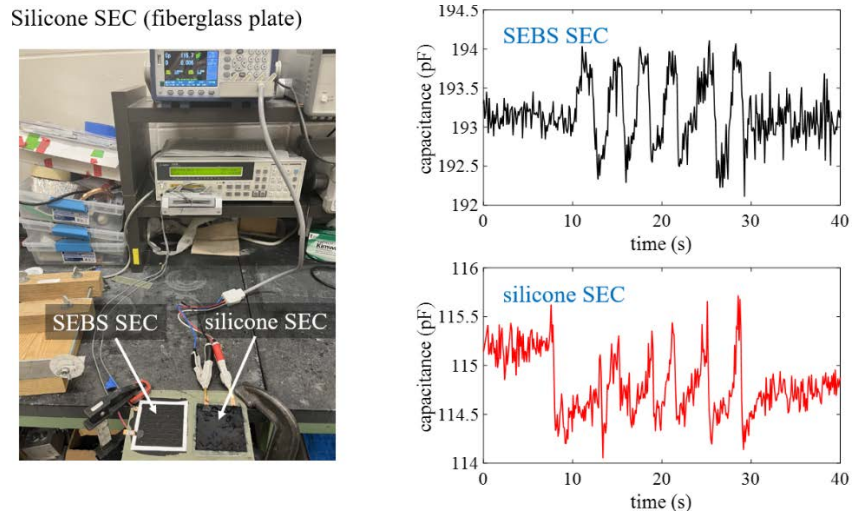 Silicone SEC (fiberglass plate)
SEBS SEC
silicone SEC
194.5
194
193.5
193
192.5
192
capacitance (pF)
SEBS SEC
0
10
20
30
40
time (s)
116
115.5
115
114.5
114
capacitance (pF)
silicone SEC
0
10
20
30
40
time (s)